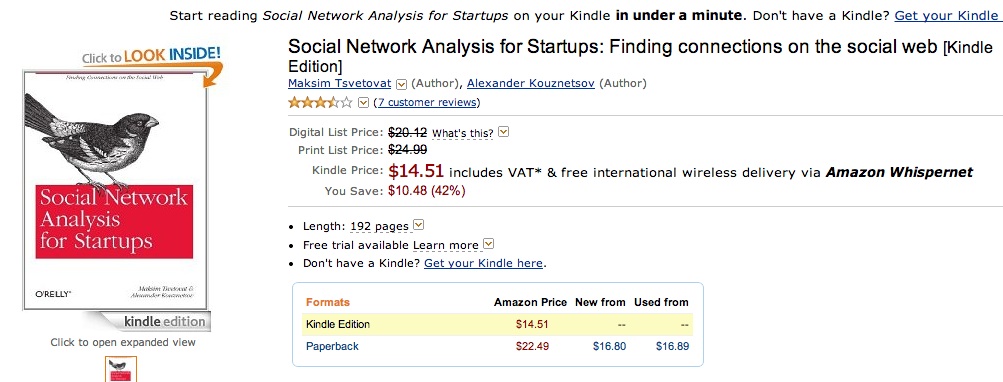 Start reading Social Network Analysis for Startups on your Kindle in under a minute. Don't have a Kindle? Get your Kindle
Click to LOOK INSIDE!
Finding Connections on the Social Web
Social Network
Analysis
for Startups
O'REILLY'
Maksim Tsvetovat &
Alexander Kouznetsov
kindle edition
Click to open expanded view
Social Network Analysis for Startups: Finding connections on the social web [Kindle
Edition]
Maksim Tsvetovat (Author), Alexander Kouznetsov (Author)
(7 customer reviews)
Digital List Price: $20.12 What's this?
Print List Price: $24.99
Kindle Price: $14.51 includes VAT* & free international wireless delivery via Amazon Whispernet
You Save: $10.48 (42%)
• Length: 192 pages
• Free trial available Learn more
• Don't have a Kindle? Get your Kindle here.
Formats Amazon Price New from Used from
Kindle Edition $14.51 -- --
Paperback $22.49 $16.80 $16.89